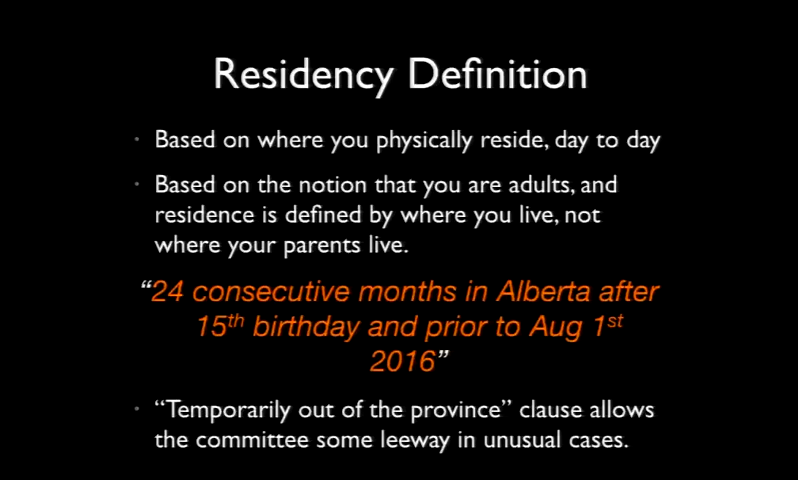 Residency Definition
· Based on where you physically reside, day to day
· Based on the notion that you are adults, and
residence is defined by where you live, not
where your parents live.
“24 consecutive months in Alberta after
15th birthday and prior to Aug 1st
2016”
· “Temporarily out of the province” clause allows
the committee some leeway in unusual cases.